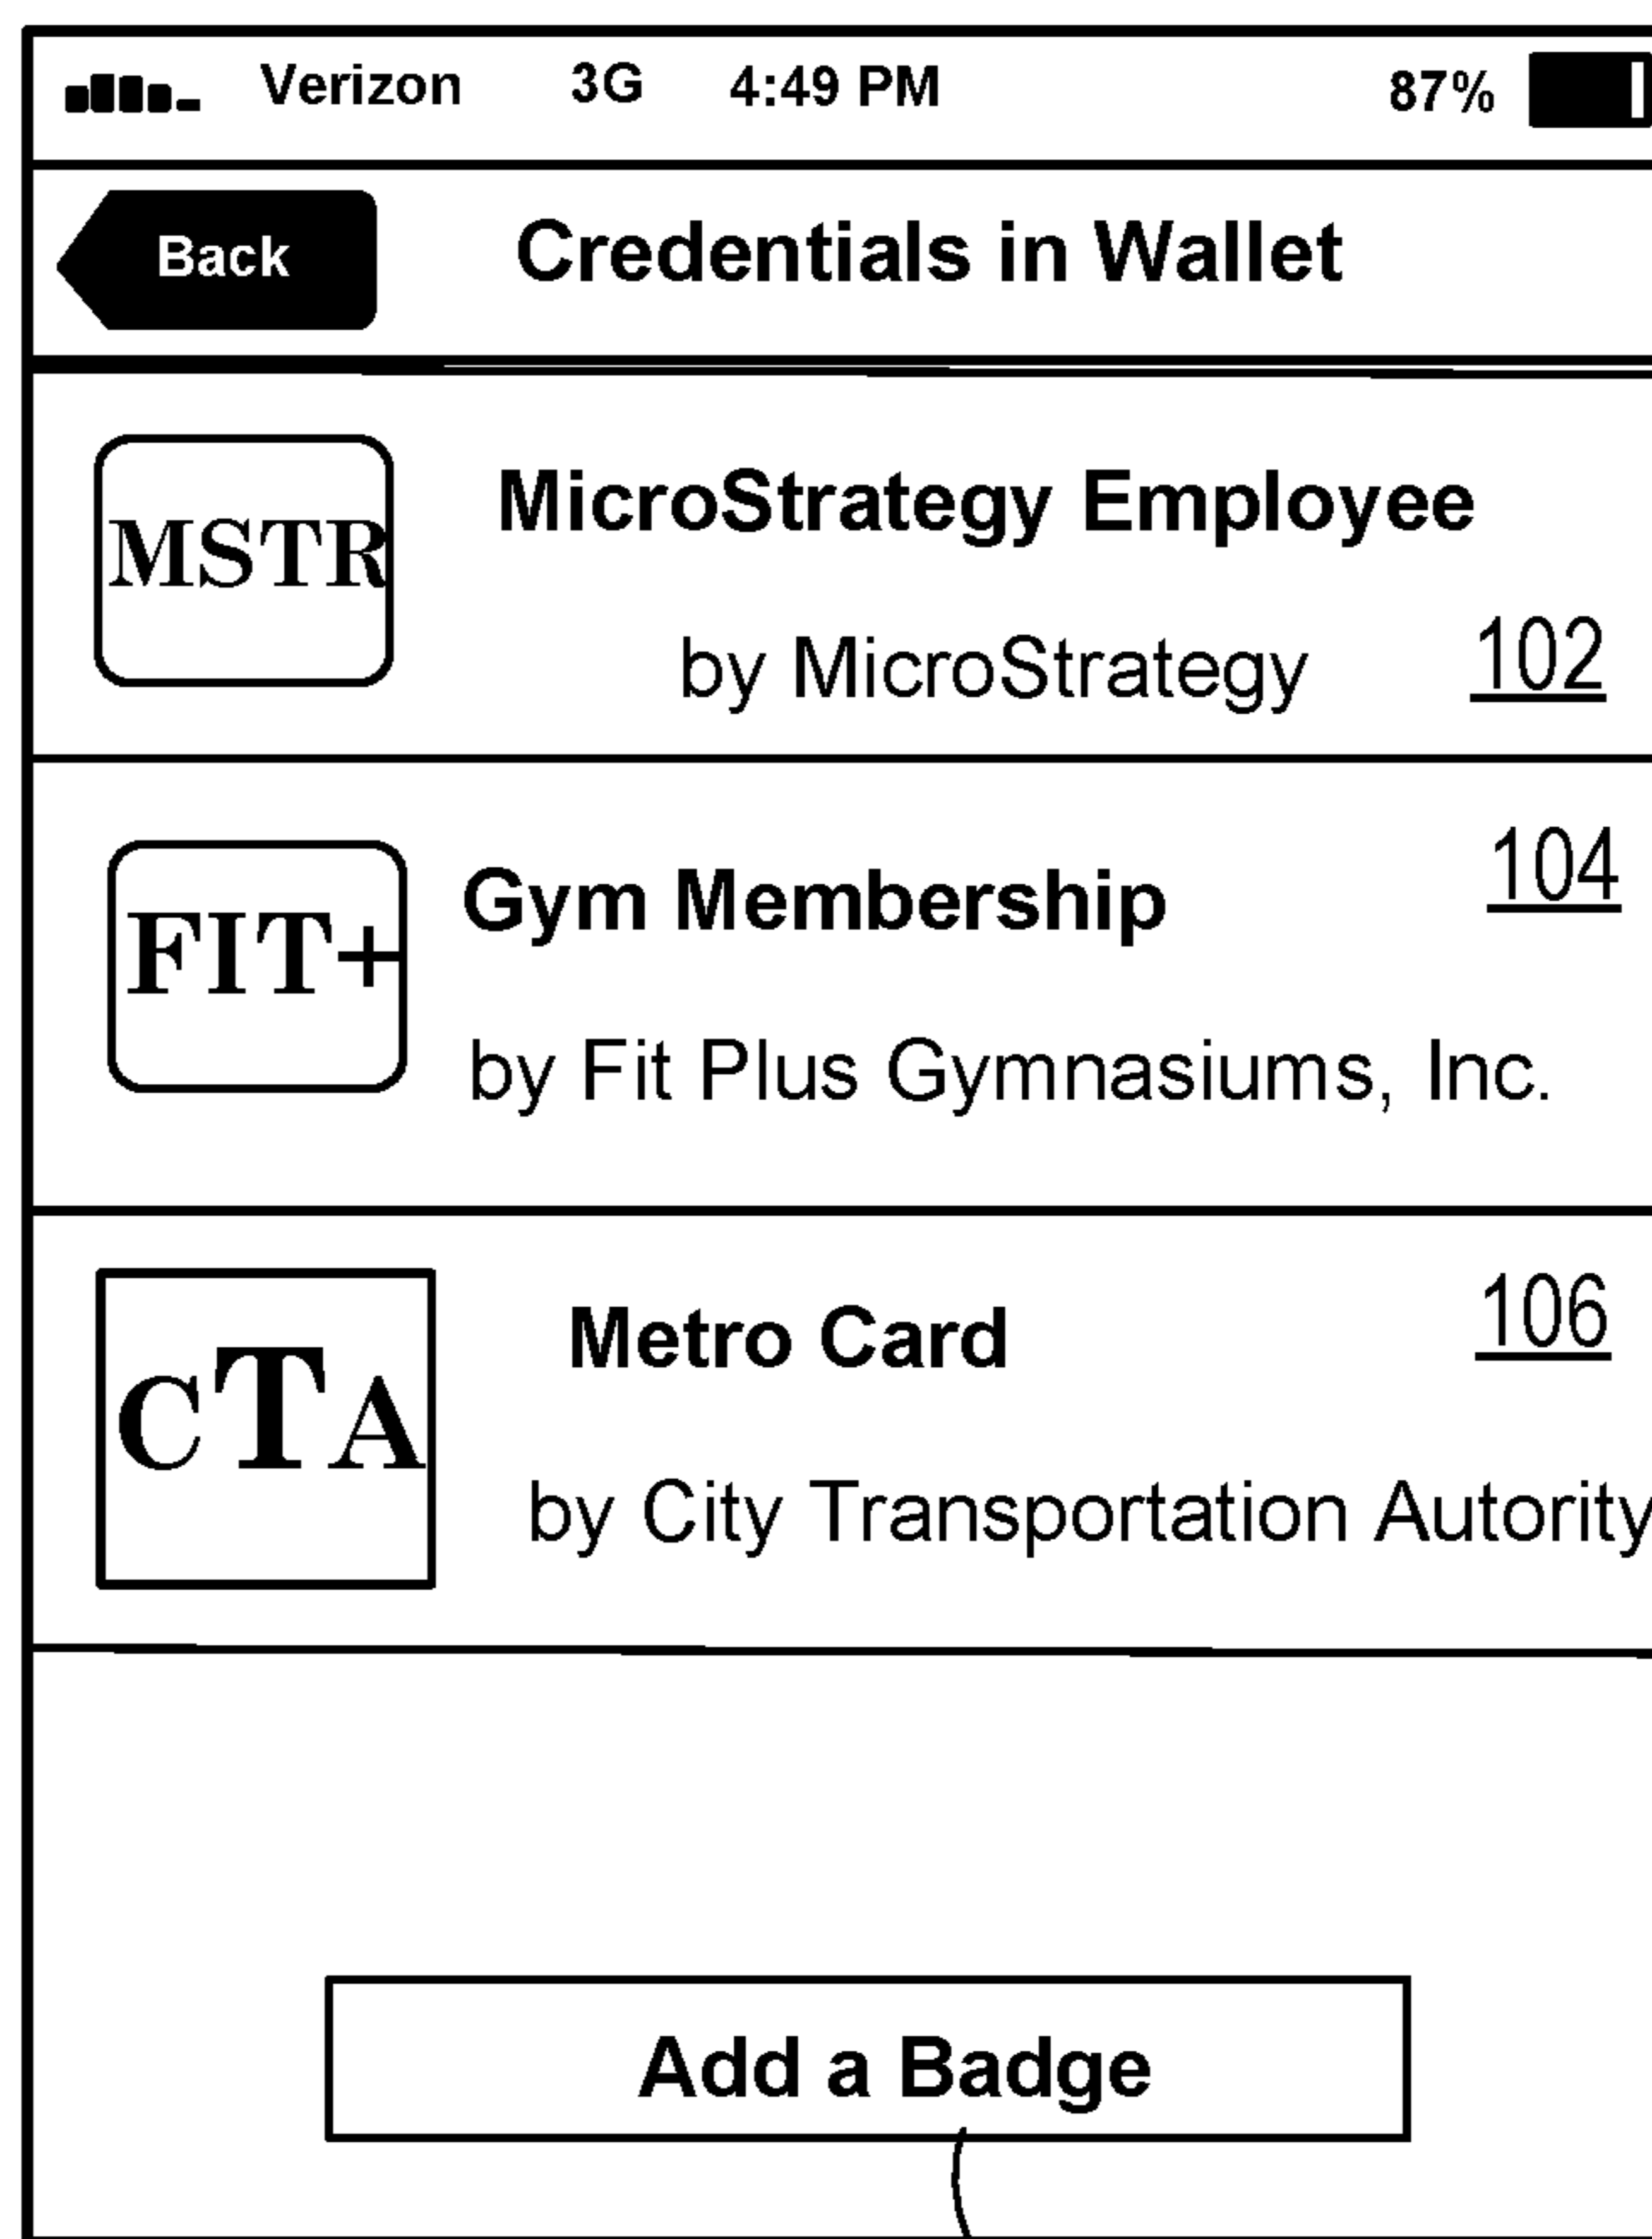 Verizon 3G 4:49 PM 87%
Back Credentials in Wallet
MSTR
MicroStrategy Employee
by MicroStrategy 102
FIT+
Gym Membership 104
by Fit Plus Gymnasiums, Inc.
CTA
Metro Card 106
by City Transportation Autority
Add a Badge